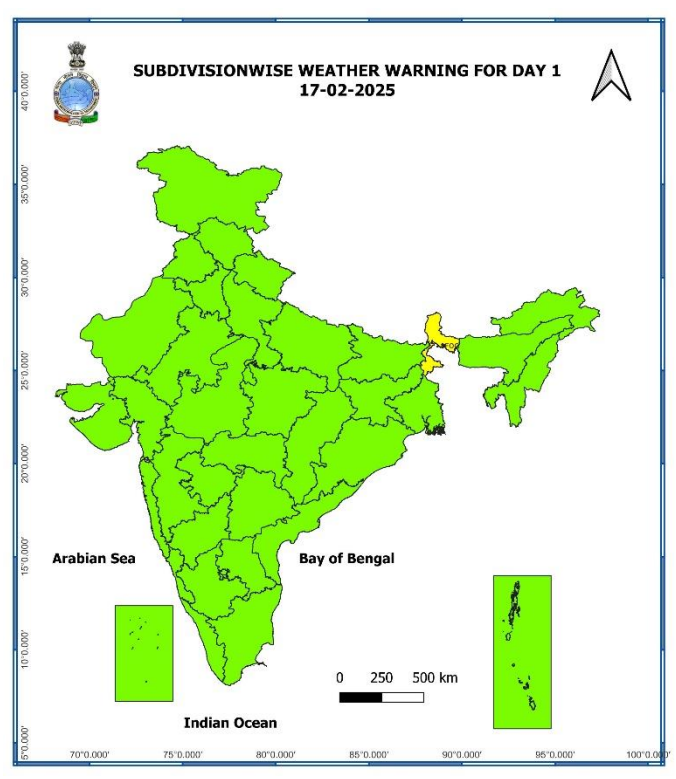 SUBDIVISIONWISE WEATHER WARNING FOR DAY 1
17-02-2025
40°0.000'
35°0.000'
30°0.000'
25°0.000'
20°0.000'
15°0.000'
10°0.000'
5°0.000'
Arabian Sea
Bay of Bengal
0 250 500 km
Indian Ocean
70°0.000' 75°0.000' 80°0.000' 85°0.000' 90°0.000' 95°0.000' 100°0.000'